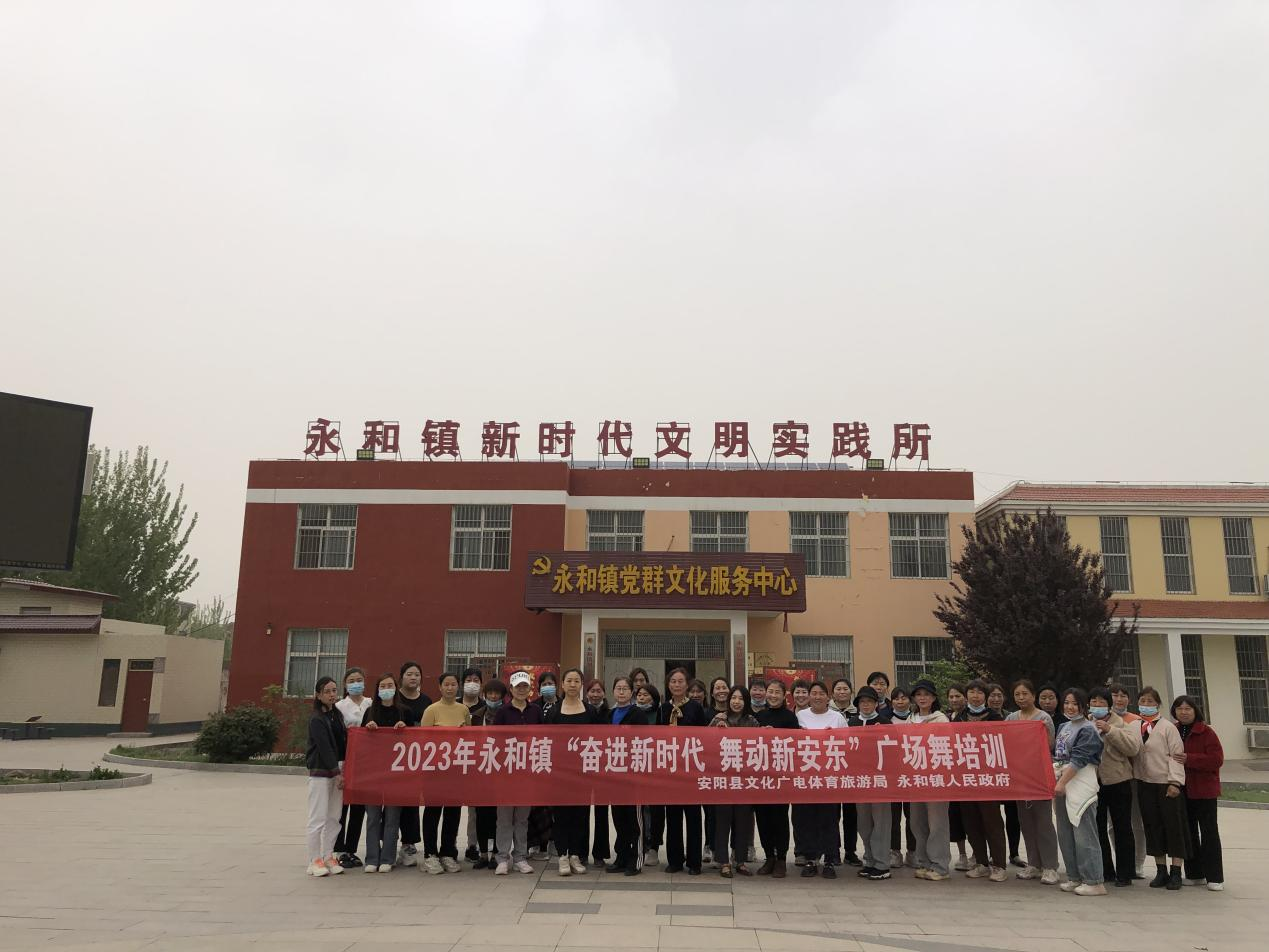 永和镇新时代文明实践所
永和镇党群文化服务中心
2023年永和镇“奋进新时代 舞动新安东”广场舞培训
安阳县文化广电体育旅游局 永和镇人民政府